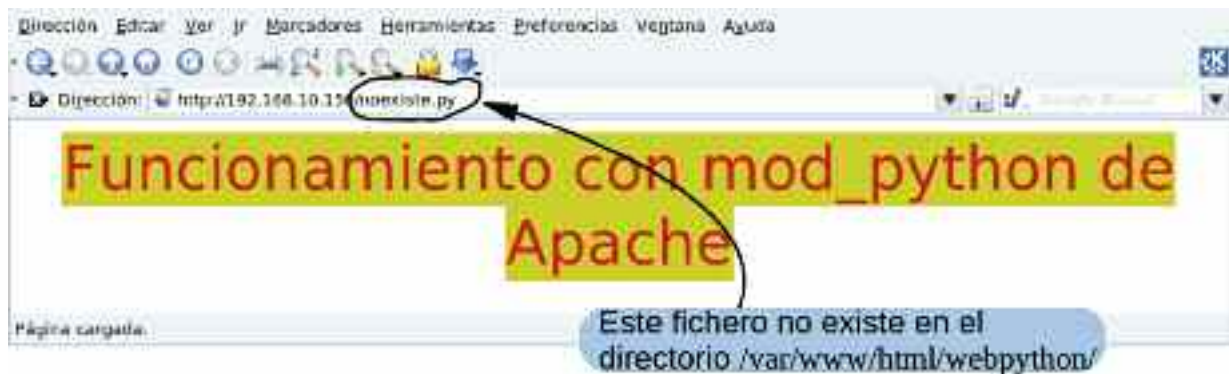 Dirección Editar Ver Ir Marcadores Herramientas Preferencias Ventana Ayuda
Dirección: http://192.168.10.15 /noexiste.py
Funcionamiento con mod_python de
Apache
Página cargada.
Este fichero no existe en el
directorio /var/www/html/webpython/